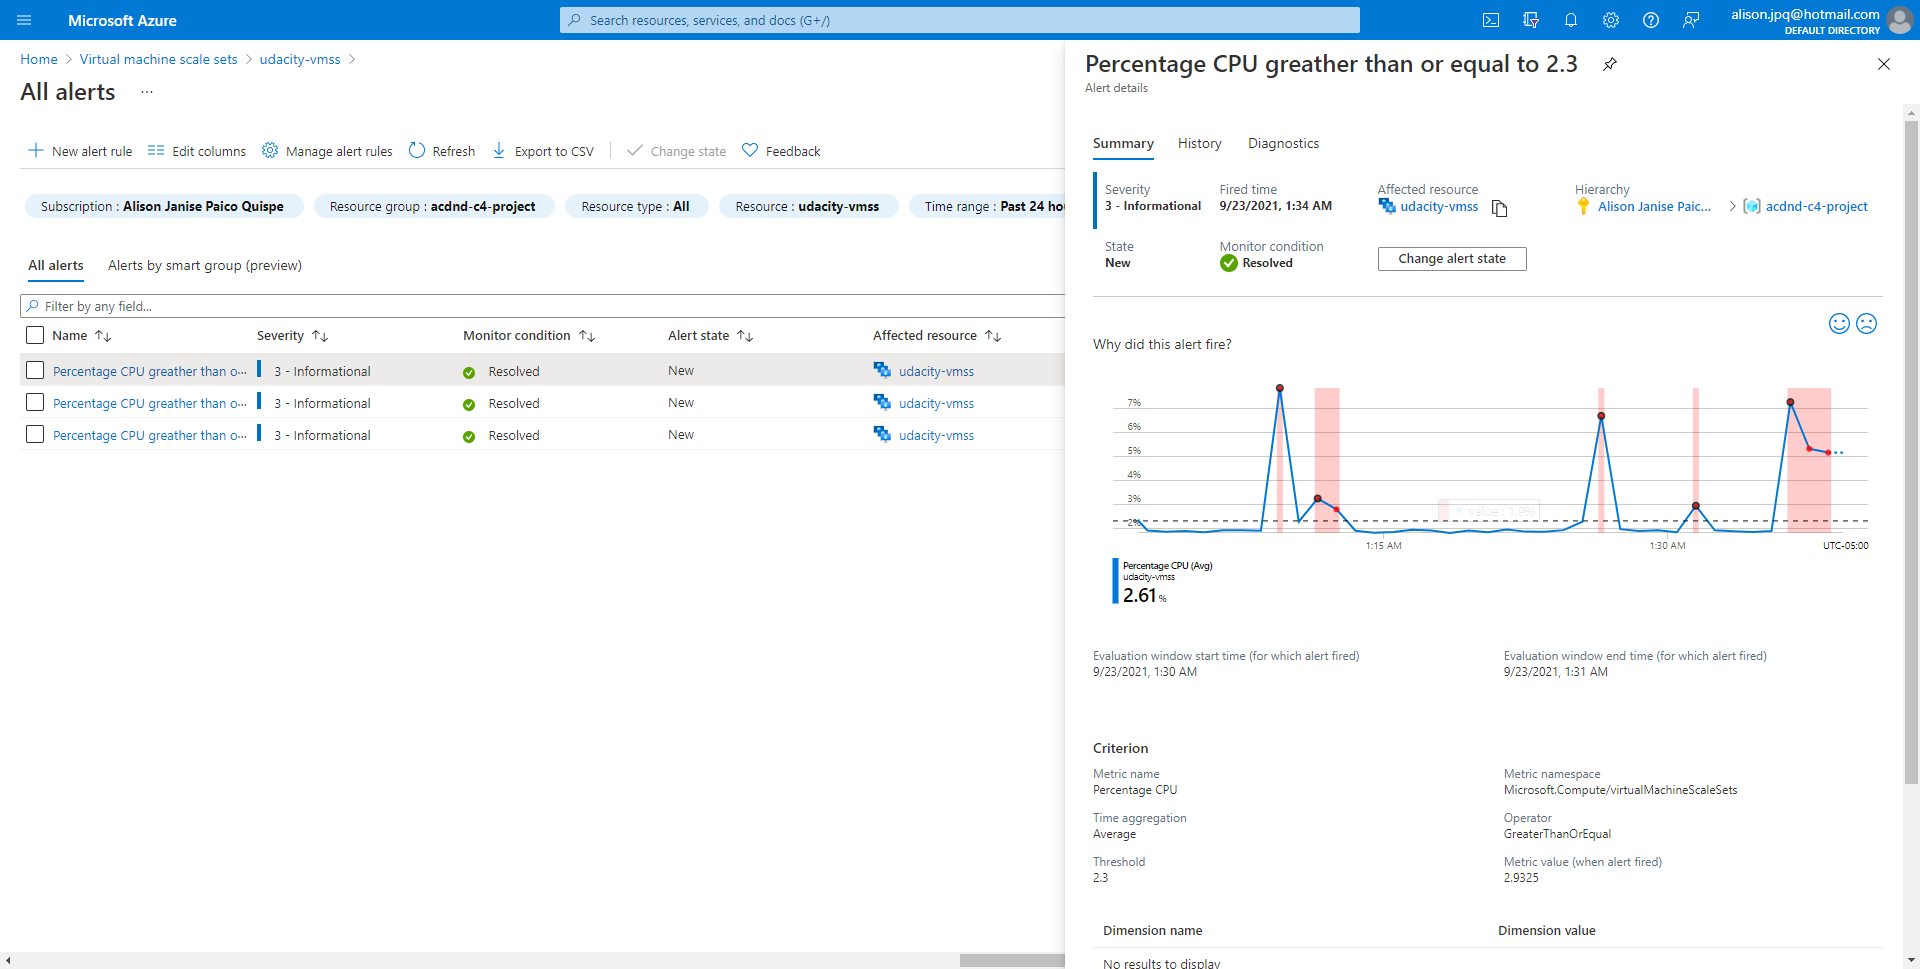 Microsoft Azure
Search resources, services, and docs (G+/)
alison.jpq@hotmail.com
DEFAULT DIRECTORY
Home > Virtual machine scale sets > udacity-vmss >
All alerts ...
New alert rule Edit columns Manage alert rules Refresh Export to CSV Change state Feedback
Subscription : Alison Janise Paico Quispe Resource group : acdnd-c4-project Resource type : All Resource : udacity-vmss Time range : Past 24 hou
All alerts Alerts by smart group (preview)
Filter by any field...
Name Severity Monitor condition Alert state Affected resource
Percentage CPU greather than o... 3 - Informational Resolved New udacity-vmss
Percentage CPU greather than o... 3 - Informational Resolved New udacity-vmss
Percentage CPU greather than o... 3 - Informational Resolved New udacity-vmss
Percentage CPU greather than or equal to 2.3
Alert details
Summary History Diagnostics
Severity Fired time Affected resource Hierarchy
3 - Informational 9/23/2021, 1:34 AM udacity-vmss Alison Janise Paic... > acdnd-c4-project
State Monitor condition
New Resolved Change alert state
Why did this alert fire?
7%
6%
5%
4%
3%
value : 1.9%
2%
1:15 AM 1:30 AM UTC-05:00
Percentage CPU (Avg)
udacity-vmss
2.61 %
Evaluation window start time (for which alert fired) Evaluation window end time (for which alert fired)
9/23/2021, 1:30 AM 9/23/2021, 1:31 AM
Criterion
Metric name Metric namespace
Percentage CPU Microsoft.Compute/virtualMachineScaleSets
Time aggregation Operator
Average GreaterThanOrEqual
Threshold Metric value (when alert fired)
2.3 2.9325
Dimension name Dimension value
No results to display